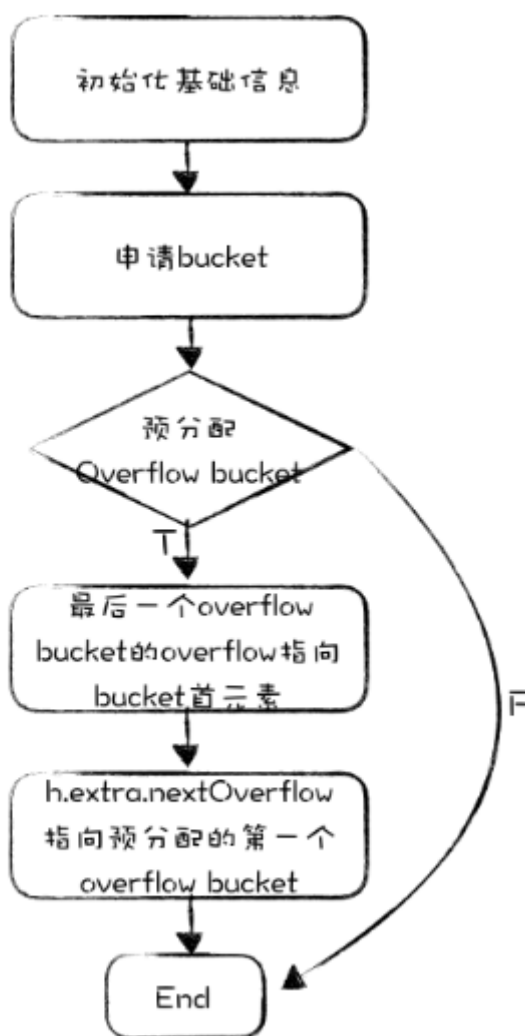 初始化基础信息
申请bucket
预分配
Overflow bucket
T
最后一个overflow
bucket的overflow指向
bucket首元素
F
h.extra.nextOverflow
指向预分配的第一个
overflow bucket
End